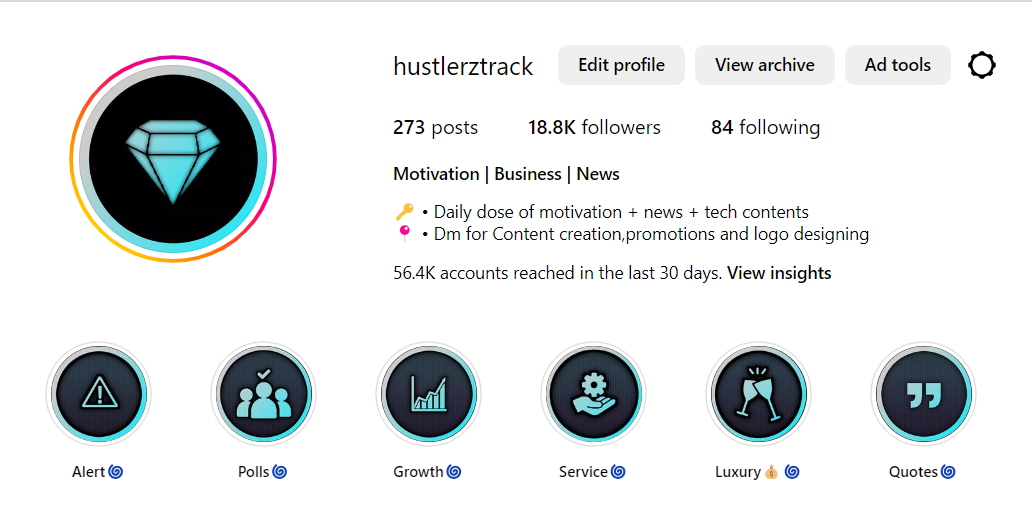 hustlerztrack Edit profile View archive Ad tools
273 posts 18.8K followers 84 following
Motivation | Business | News
🔑 • Daily dose of motivation + news + tech contents
📍 • Dm for Content creation,promotions and logo designing
56.4K accounts reached in the last 30 days. View insights
Alert🌀 Polls🌀 Growth🌀 Service🌀 Luxury💰🌀 Quotes🌀